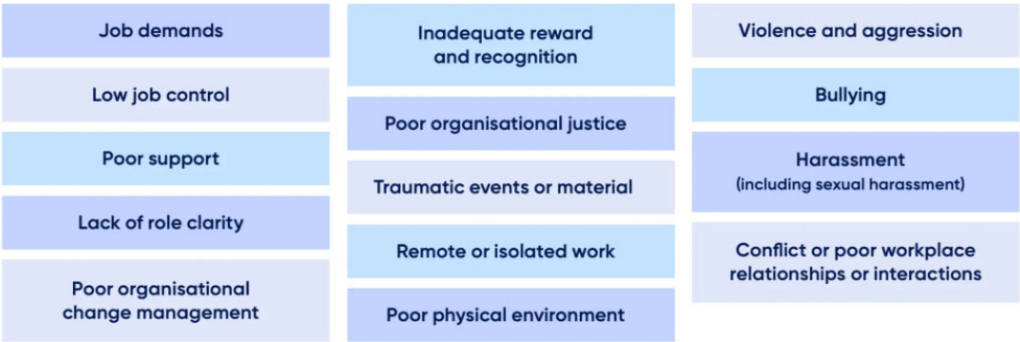 Job demands
Low job control
Poor support
Lack of role clarity
Poor organisational
change management
Inadequate reward
and recognition
Poor organisational justice
Traumatic events or material
Remote or isolated work
Poor physical environment
Violence and aggression
Bullying
Harassment
(including sexual harassment)
Conflict or poor workplace
relationships or interactions